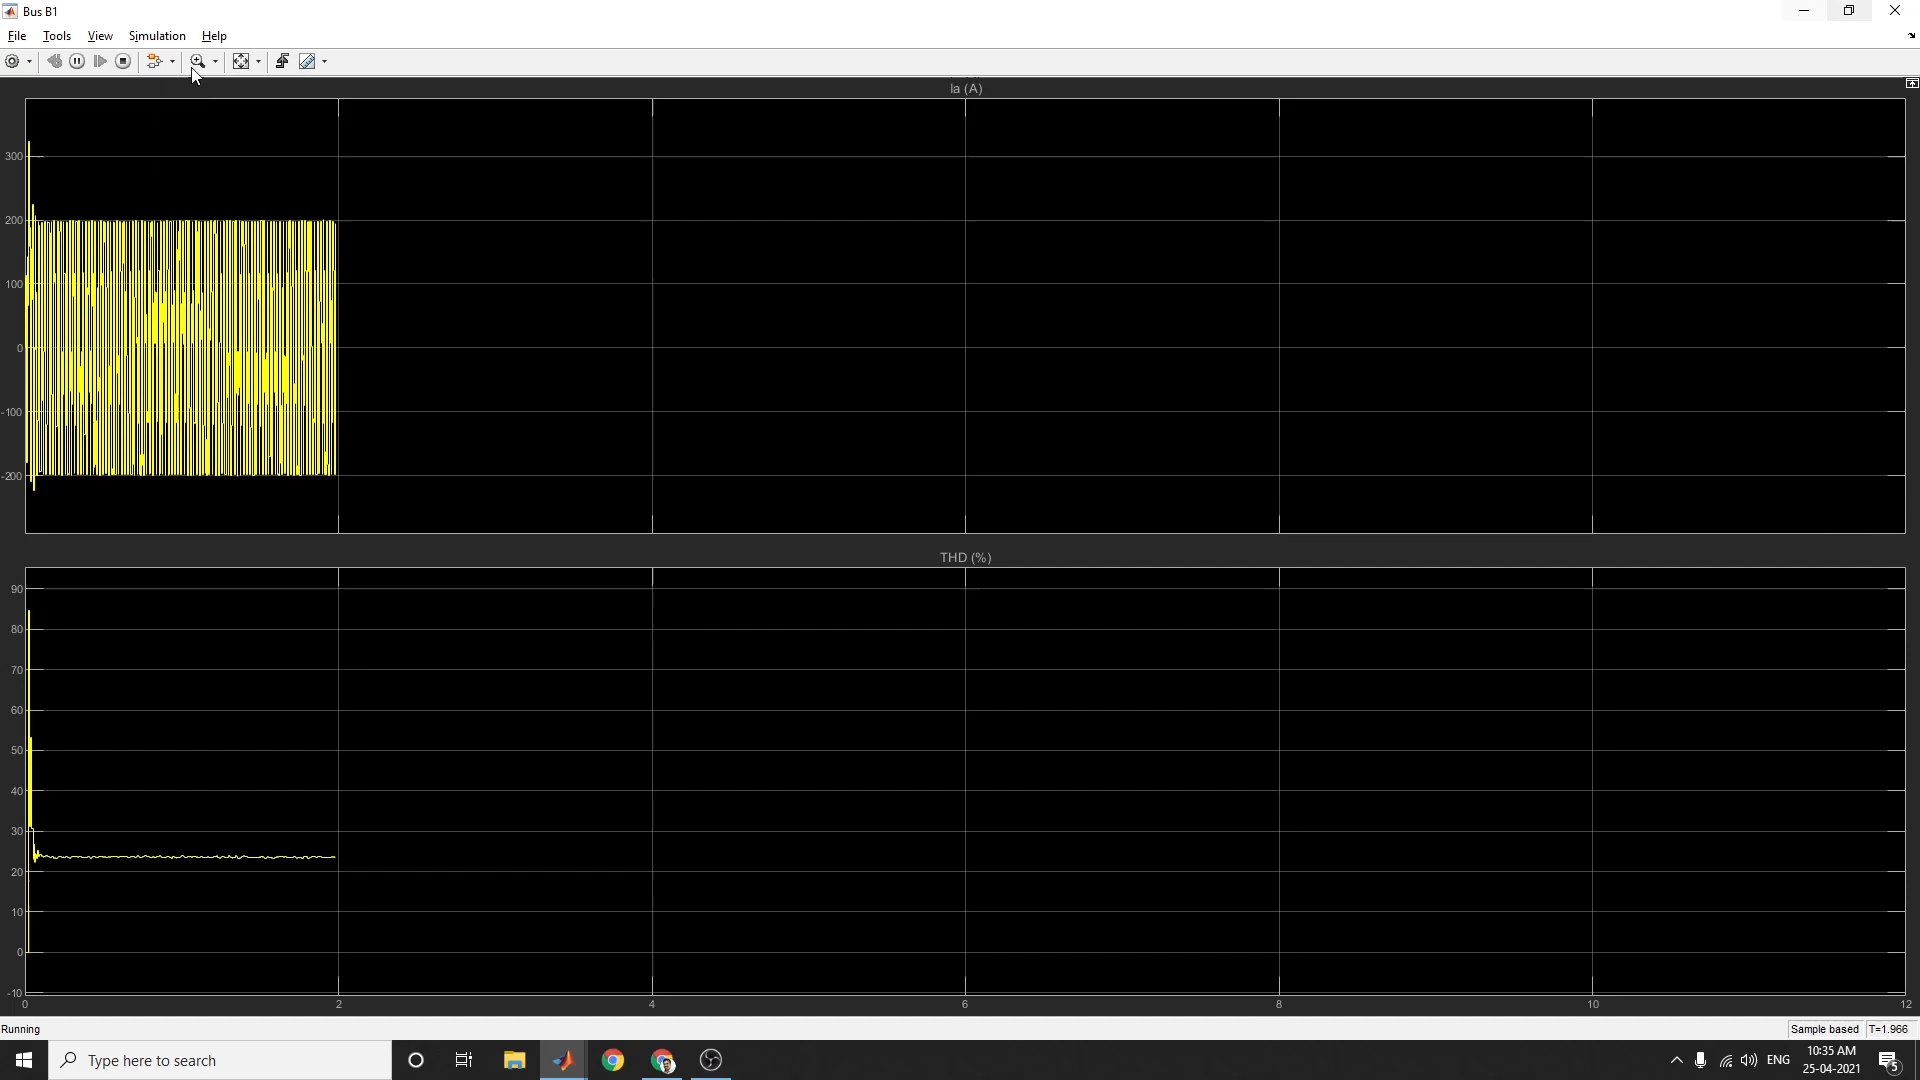 Bus B1
File Tools View Simulation Help
Ia (A)
300
200
100
0
-100
-200
THD (%)
90
80
70
60
50
40
30
20
10
0
-10
0 2 4 6 8 10 12
Running Sample based T=1.966
Type here to search ENG 10:35 AM
25-04-2021 5